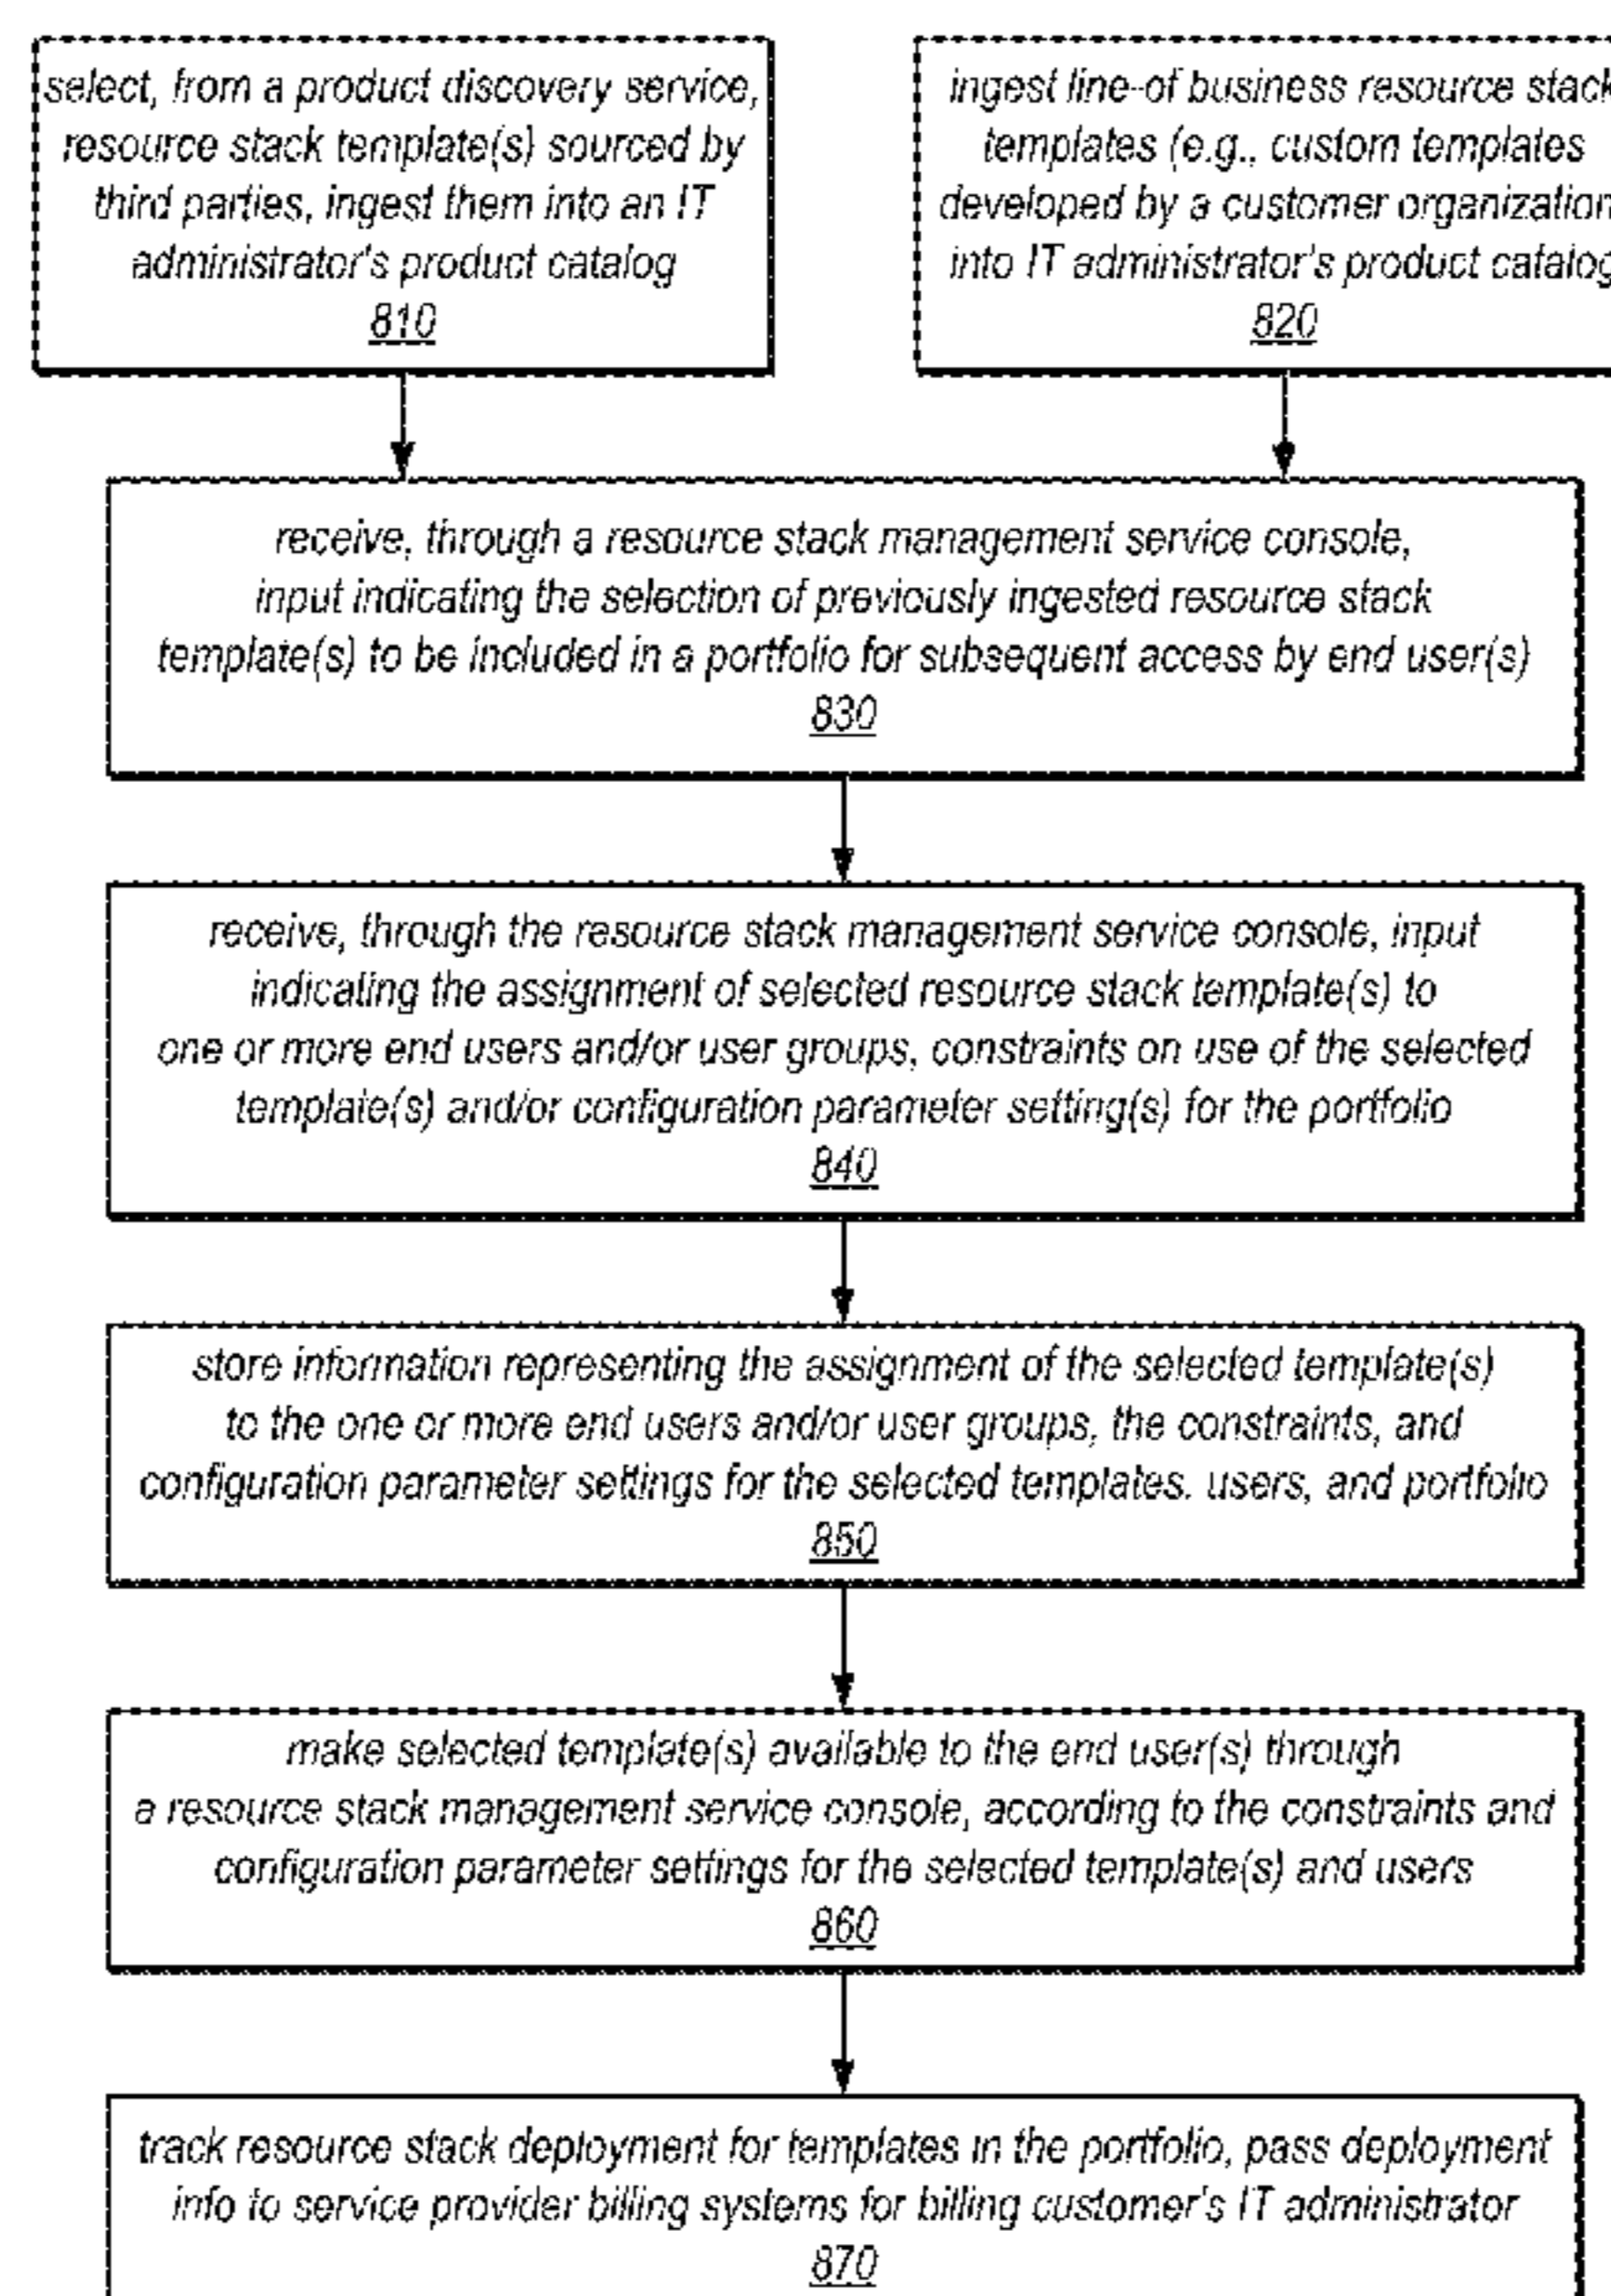 select, from a product discovery service,
resource stack template(s) sourced by
third parties, ingest them into an IT
administrator's product catalog
810
ingest line-of business resource stack
templates (e.g., custom templates
developed by a customer organization
into IT administrator's product catalog
820
receive, through a resource stack management service console,
input indicating the selection of previously ingested resource stack
template(s) to be included in a portfolio for subsequent access by end user(s)
830
receive, through the resource stack management service console, input
indicating the assignment of selected resource stack template(s) to
one or more end users and/or user groups, constraints on use of the selected
template(s) and/or configuration parameter setting(s) for the portfolio
840
store information representing the assignment of the selected template(s)
to the one or more end users and/or user groups, the constraints, and
configuration parameter settings for the selected templates. users, and portfolio
850
make selected template(s) available to the end user(s) through
a resource stack management service console, according to the constraints and
configuration parameter settings for the selected template(s) and users
860
track resource stack deployment for templates in the portfolio, pass deployment
info to service provider billing systems for billing customer's IT administrator
870